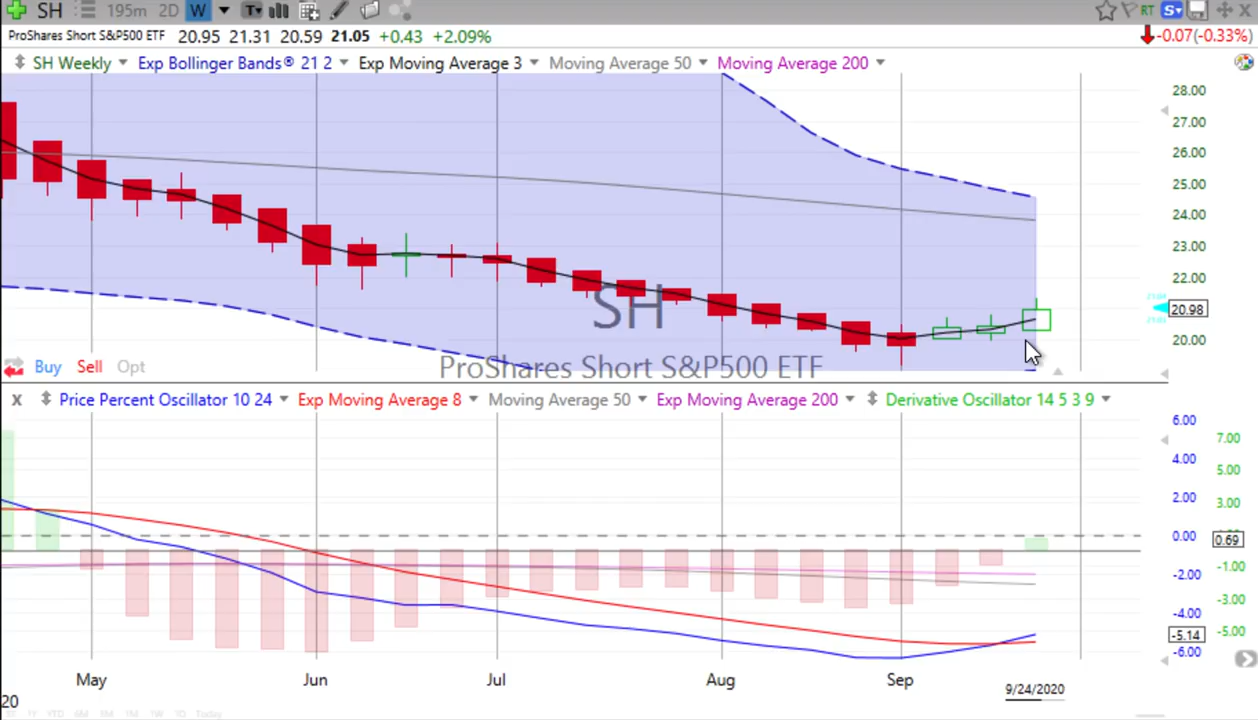 SH 195m 2D W T RT S
ProShares Short S&P500 ETF 20.95 21.31 20.59 21.05 +0.43 +2.09% -0.07(-0.33%)
SH Weekly Exp Bollinger Bands® 21 2 Exp Moving Average 3 Moving Average 50 Moving Average 200
28.00
27.00
26.00
25.00
24.00
23.00
22.00
20.98
20.00
SH
ProShares Short S&P500 ETF
Buy Sell Opt
X Price Percent Oscillator 10 24 Exp Moving Average 8 Moving Average 50 Exp Moving Average 200 Derivative Oscillator 14 5 3 9
6.00
7.00
4.00
5.00
2.00
3.00
0.00
0.69
-1.00
-2.00
-3.00
-4.00
-5.00
-5.14
-6.00
May Jun Jul Aug Sep
9/24/2020
20
Today